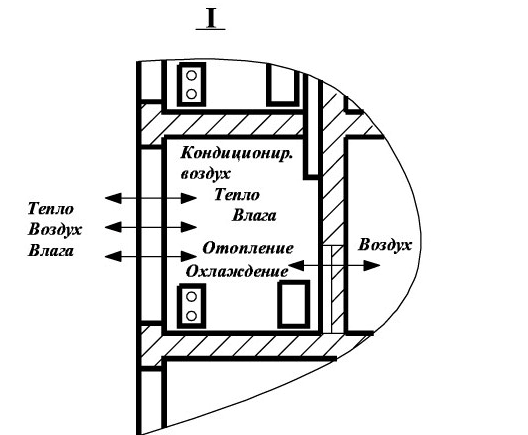 I
Кондиционир.
воздух
Тепло
Влага
Отопление
Охлаждение
Тепло
Воздух
Влага
Воздух